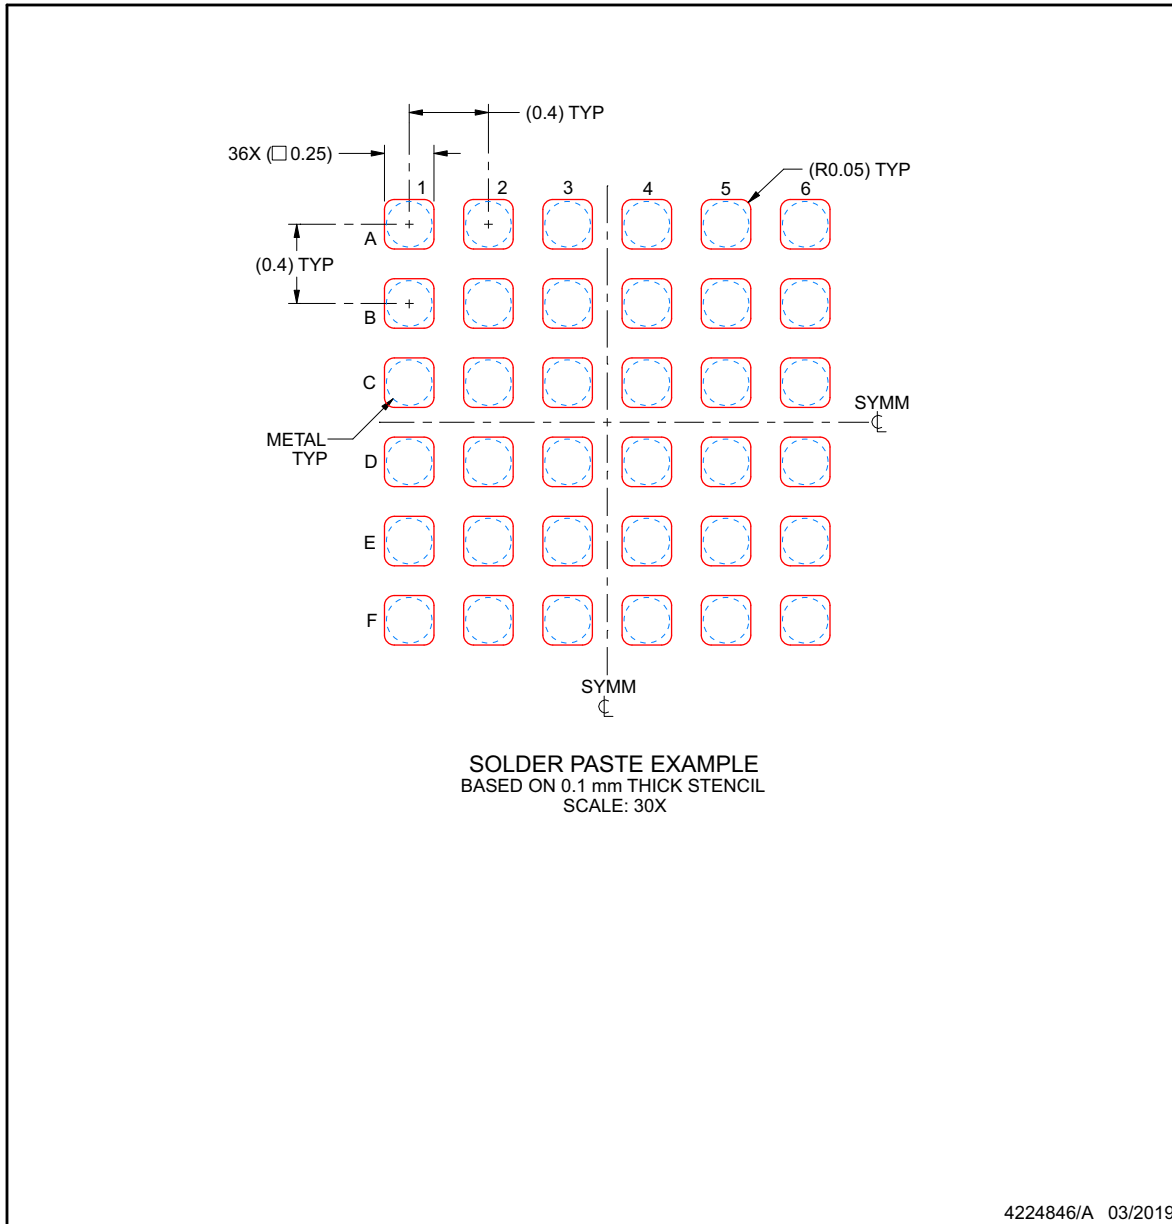 (0.4) TYP
36X (□ 0.25)
(R0.05) TYP
1 2 3 4 5 6
A
(0.4) TYP
B
C
SYMM
℄
METAL
TYP
D
E
F
SYMM
℄
SOLDER PASTE EXAMPLE
BASED ON 0.1 mm THICK STENCIL
SCALE: 30X
4224846/A 03/2019